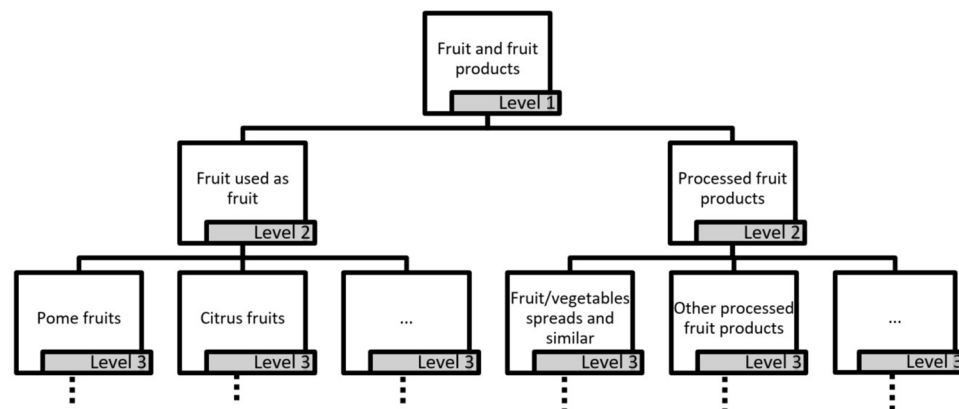 Fruit and fruit
products
Level 1
Fruit used as
fruit
Level 2
Processed fruit
products
Level 2
Pome fruits
Level 3
Citrus fruits
Level 3
...
Level 3
Fruit/vegetables
spreads and
similar
Level 3
Other processed
fruit products
Level 3
...
Level 3